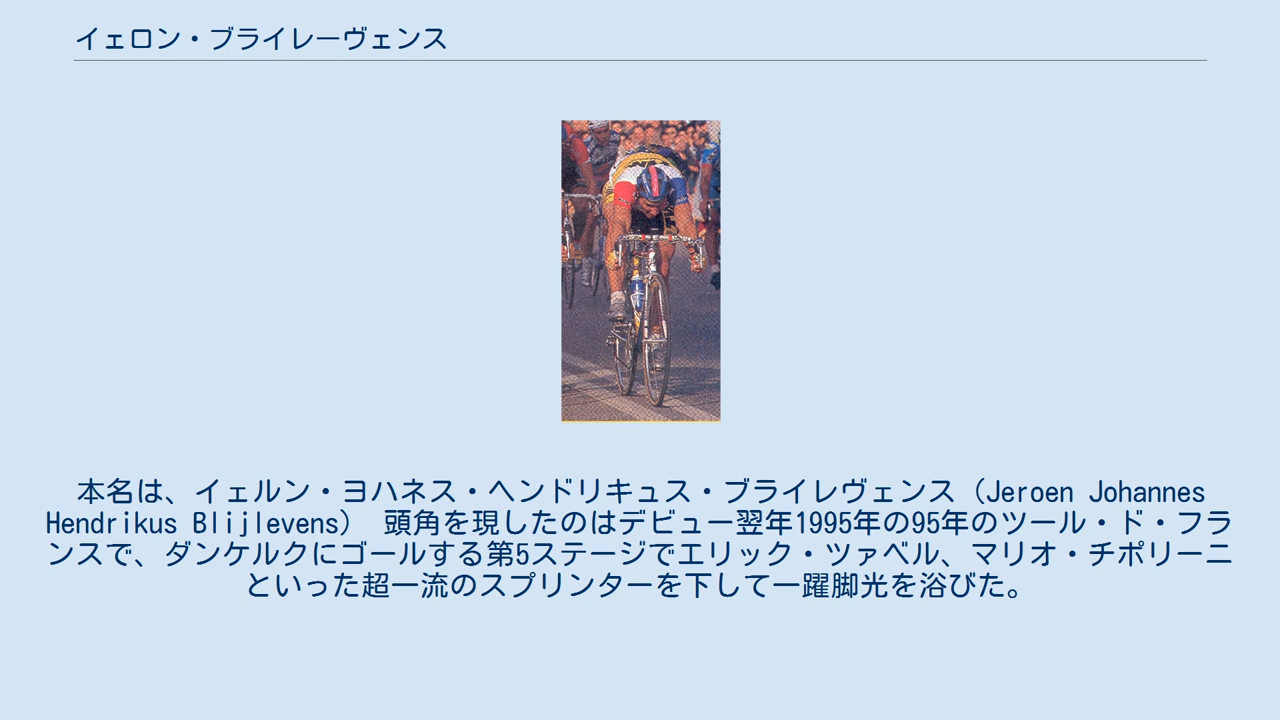 イェロン・ブライレーヴェンス
本名は、イェルン・ヨハネス・ヘンドリキュス・ブライレヴェンス（Jeroen Johannes
Hendrikus Blijlevens） 頭角を現したのはデビュー翌年1995年の95年のツール・ド・フラ
ンスで、ダンケルクにゴールする第5ステージでエリック・ツァベル、マリオ・チポリーニ
といった超一流のスプリンターを下して一躍脚光を浴びた。